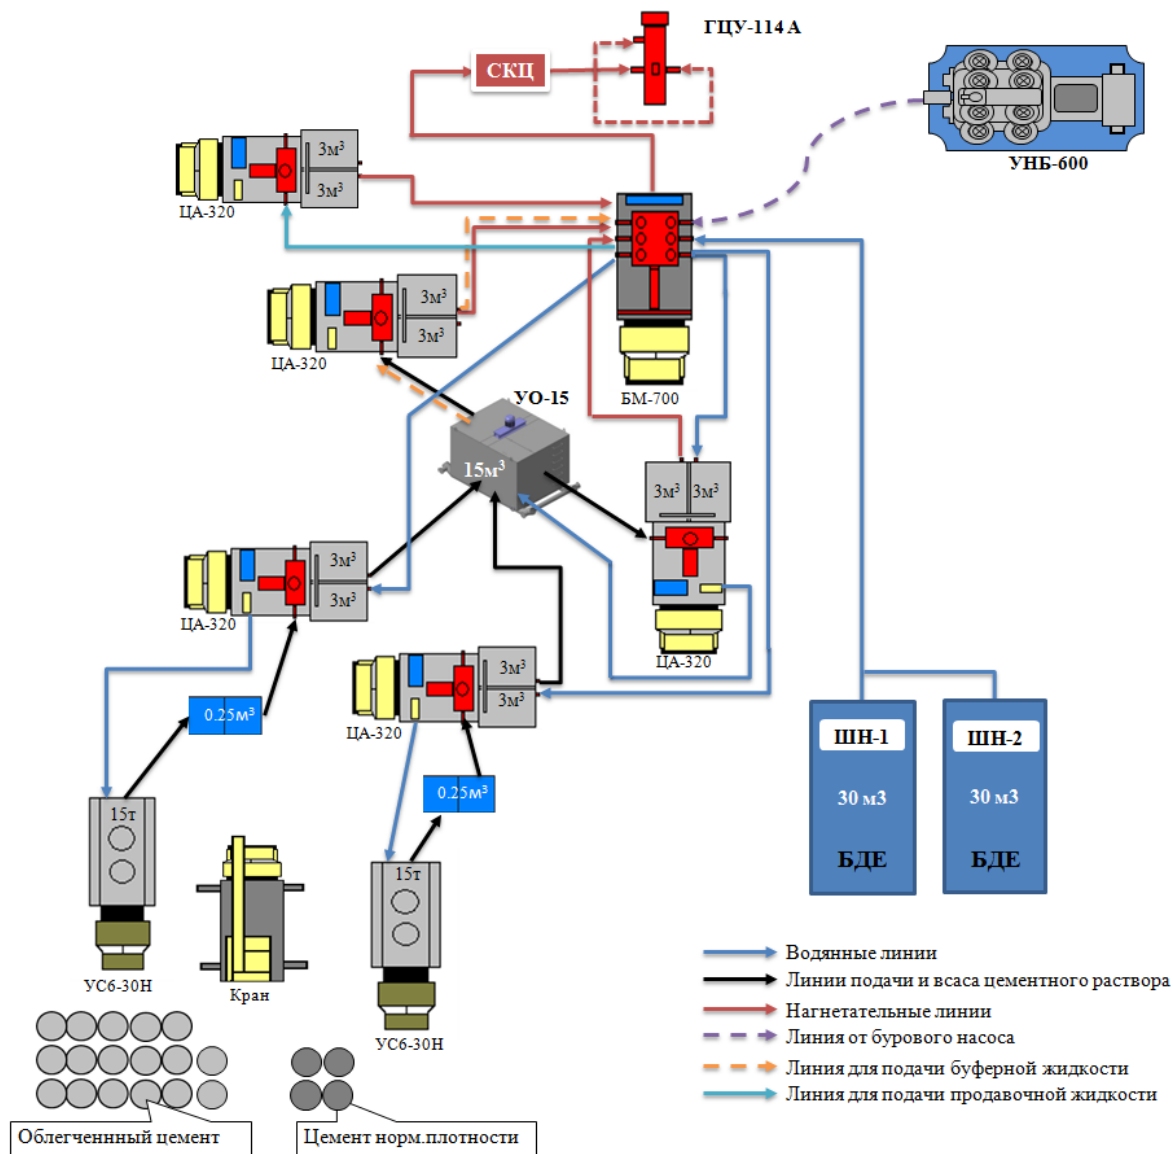 ГЦУ-114 А
СКЦ
УНБ-600
3м³
3м³
ЦА-320
3м³
3м³
ЦА-320
БМ-700
УО-15
15м³
3м³ 3м³
ЦА-320
3м³
3м³
ЦА-320
3м³
3м³
ЦА-320
0.25м³
0.25м³
ШН-1
30 м3
БДЕ
ШН-2
30 м3
БДЕ
15т
УС6-30Н
Кран
15т
УС6-30Н
Водянные линии
Линии подачи и всаса цементного раствора
Нагнетательные линии
Линия от бурового насоса
Линия для подачи буферной жидкости
Линия для подачи продавочной жидкости
Облегченнный цемент
Цемент норм.плотности